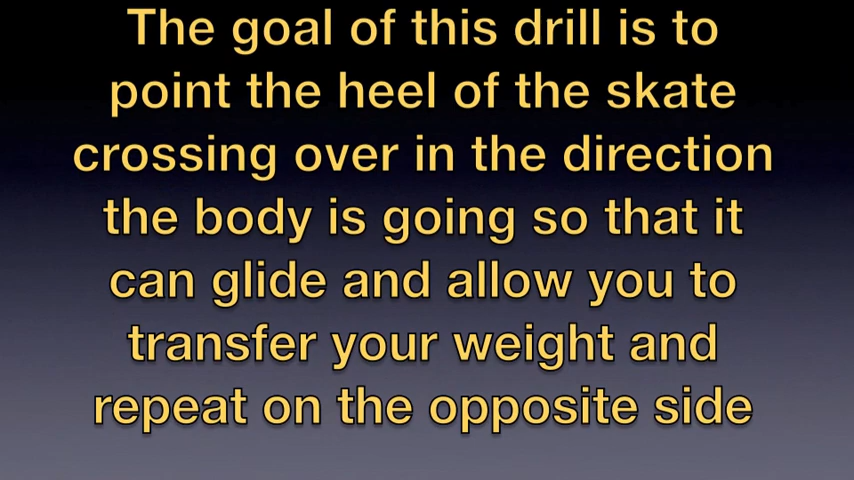 The goal of this drill is to
point the heel of the skate
crossing over in the direction
the body is going so that it
can glide and allow you to
transfer your weight and
repeat on the opposite side